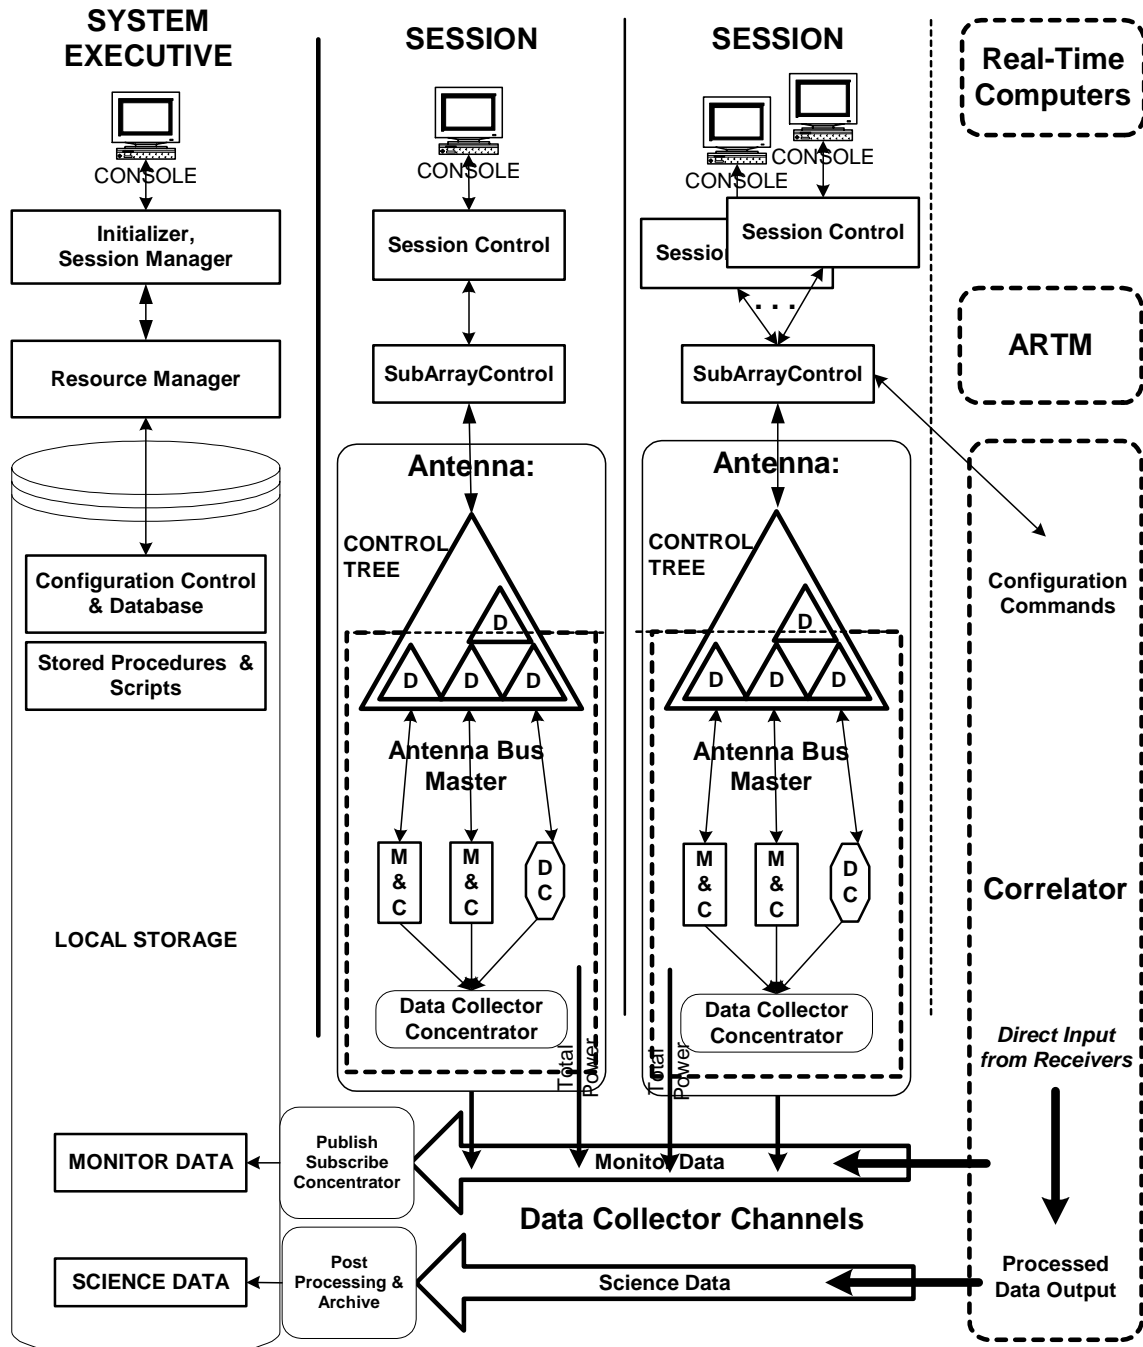 SYSTEM
EXECUTIVE
CONSOLE
Initializer,
Session Manager
Resource Manager
Configuration Control
& Database
Stored Procedures &
Scripts
LOCAL STORAGE
MONITOR DATA
SCIENCE DATA
SESSION
CONSOLE
Session Control
SubArrayControl
Antenna:
CONTROL
TREE
D
D
D
D
Antenna Bus
Master
M
&
C
M
&
C
D
C
Data Collector
Concentrator
Total
Power
SESSION
CONSOLE
CONSOLE
Session Control
Session
. . .
SubArrayControl
Antenna:
CONTROL
TREE
D
D
D
D
Antenna Bus
Master
M
&
C
M
&
C
D
C
Data Collector
Concentrator
Total
Power
Real-Time
Computers
ARTM
Configuration
Commands
Correlator
Direct Input
from Receivers
Processed
Data Output
Publish
Subscribe
Concentrator
Monitor Data
Data Collector Channels
Post
Processing &
Archive
Science Data